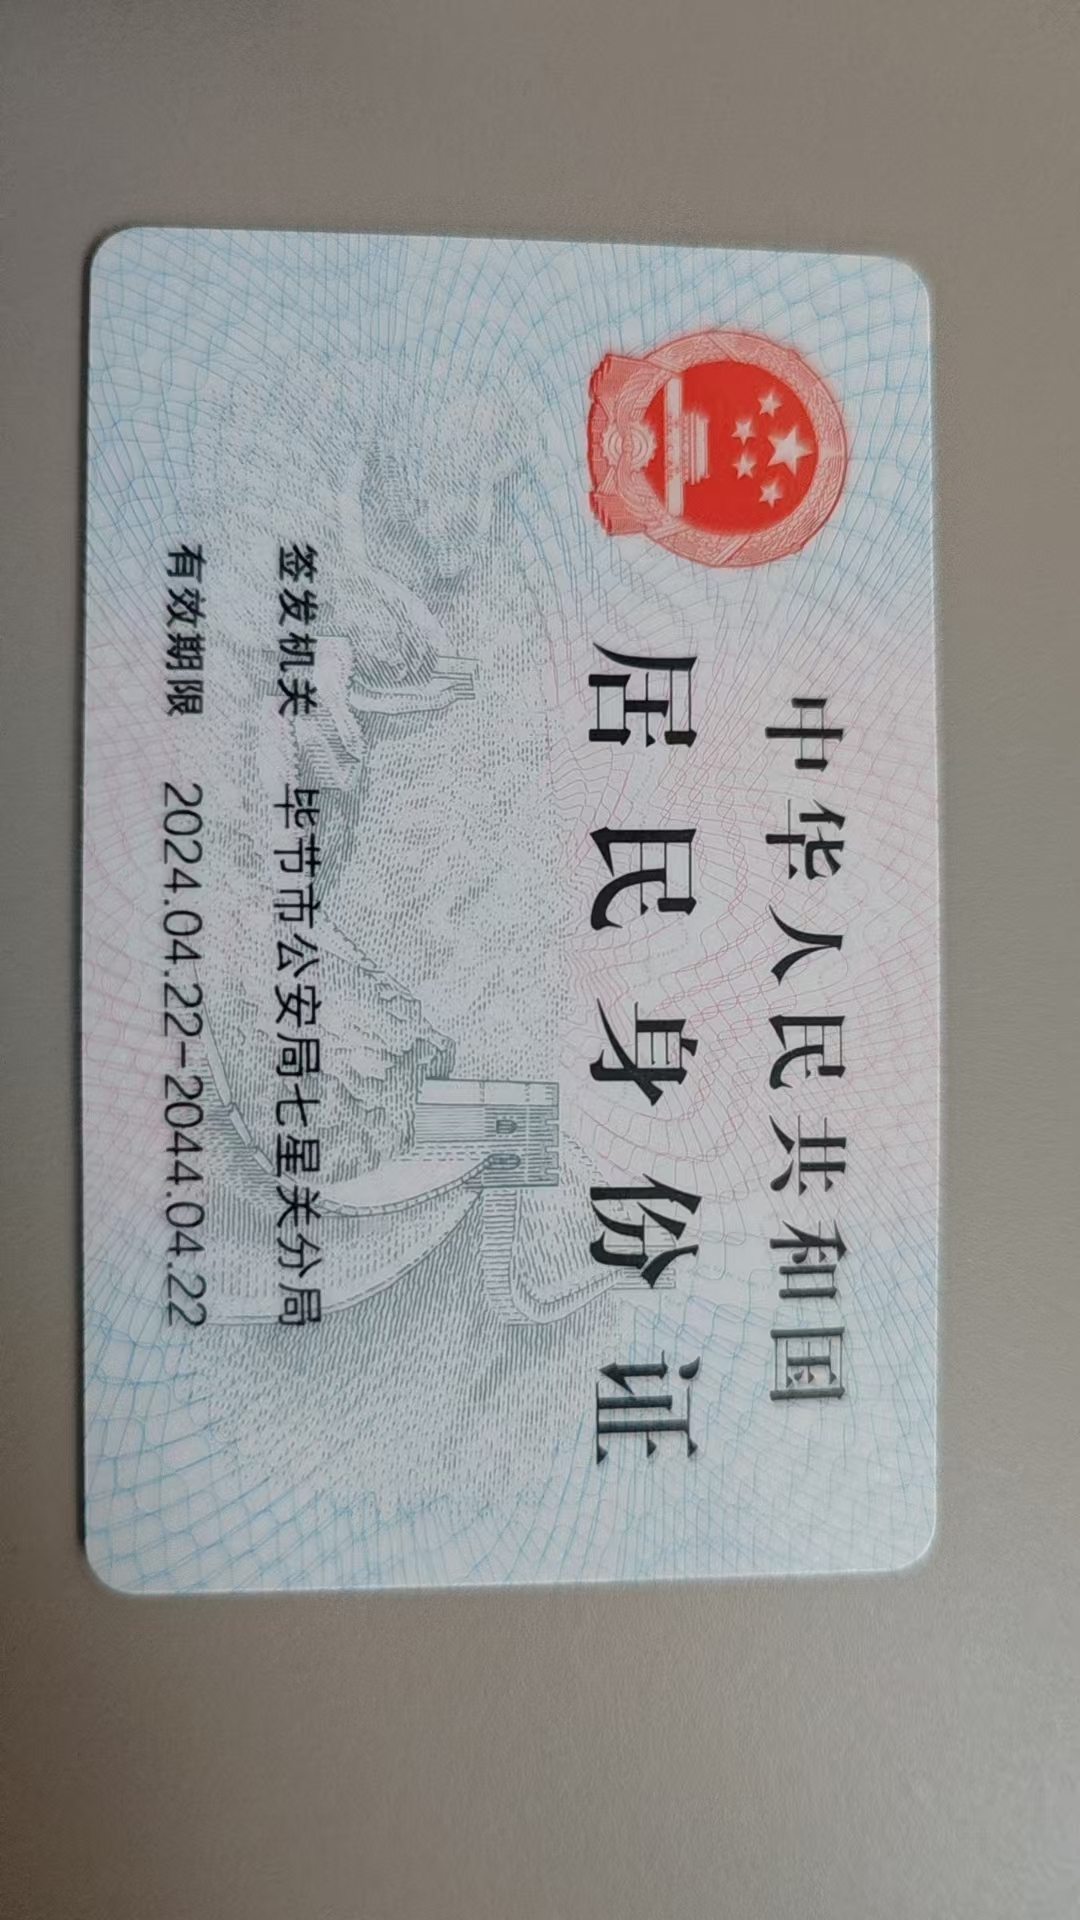 中华人民共和国
居民身份证
签发机关 毕节市公安局七星关分局
有效期限 2024.04.22-2044.04.22